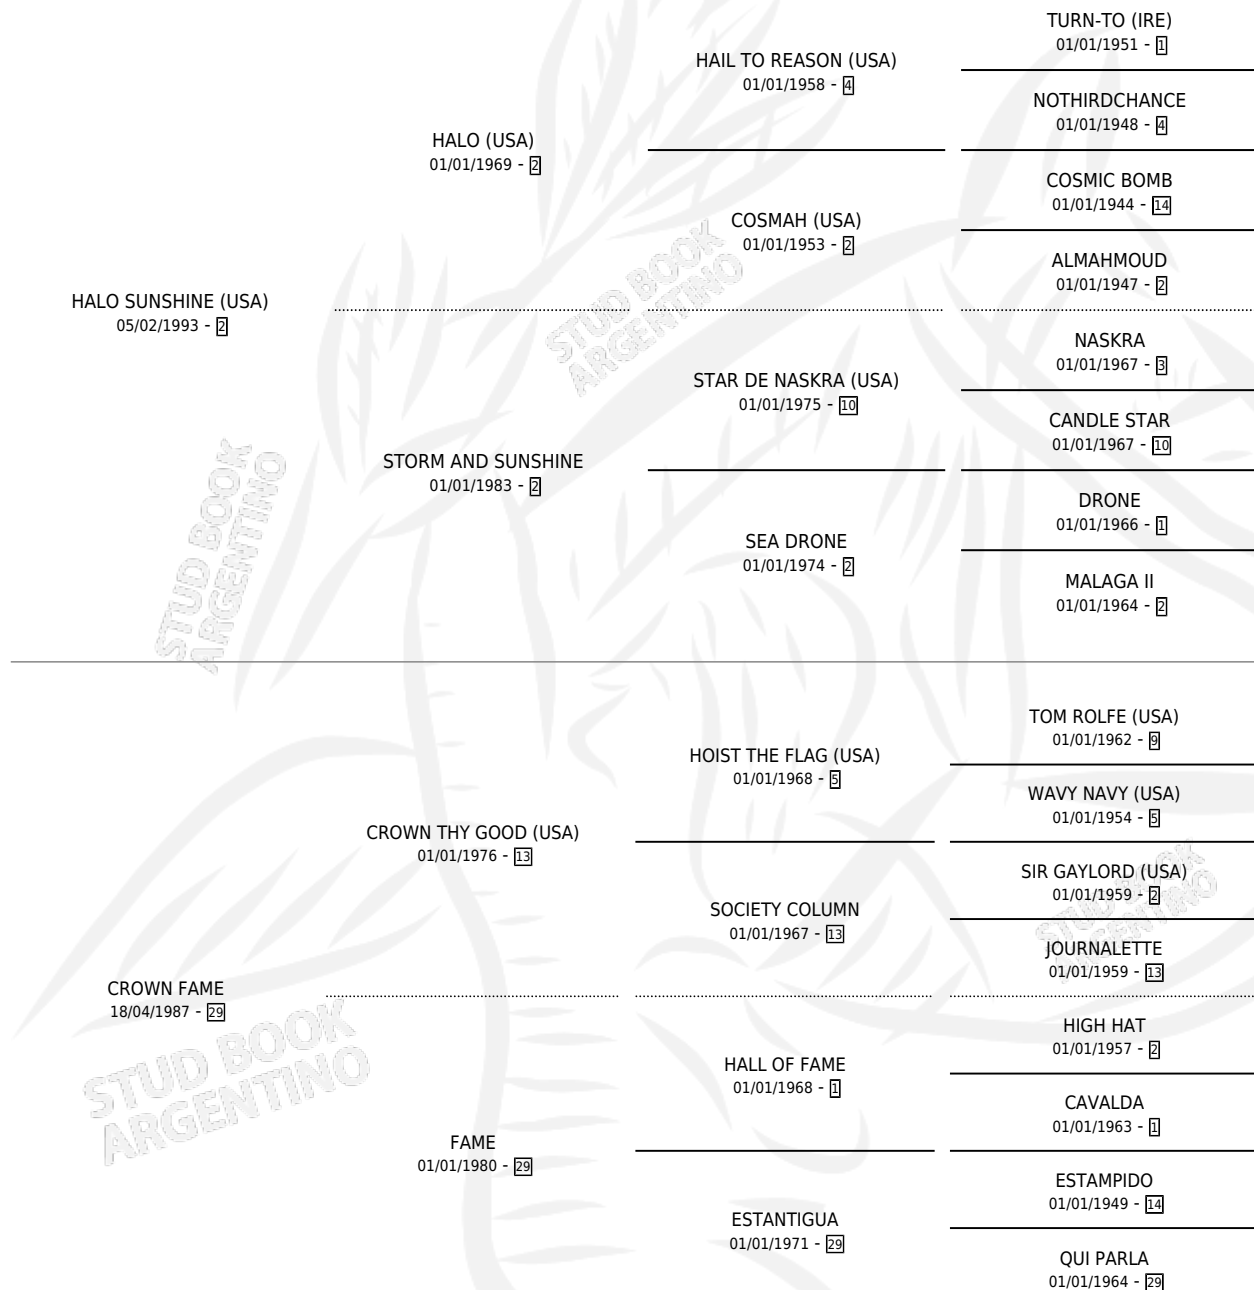 TURN-TO (IRE)
01/01/1951 - 1
HAIL TO REASON (USA)
01/01/1958 - 4
NOTHIRDCHANCE
01/01/1948 - 4
HALO (USA)
01/01/1969 - 2
COSMIC BOMB
01/01/1944 - 14
COSMAH (USA)
01/01/1953 - 2
ALMAHMOUD
01/01/1947 - 2
HALO SUNSHINE (USA)
05/02/1993 - 2
NASKRA
01/01/1967 - 3
STAR DE NASKRA (USA)
01/01/1975 - 10
CANDLE STAR
01/01/1967 - 10
STORM AND SUNSHINE
01/01/1983 - 2
DRONE
01/01/1966 - 1
SEA DRONE
01/01/1974 - 2
MALAGA II
01/01/1964 - 2
TOM ROLFE (USA)
01/01/1962 - 9
HOIST THE FLAG (USA)
01/01/1968 - 5
WAVY NAVY (USA)
01/01/1954 - 5
CROWN THY GOOD (USA)
01/01/1976 - 13
SIR GAYLORD (USA)
01/01/1959 - 2
SOCIETY COLUMN
01/01/1967 - 13
JOURNALETTE
01/01/1959 - 13
CROWN FAME
18/04/1987 - 29
HIGH HAT
01/01/1957 - 2
HALL OF FAME
01/01/1968 - 1
CAVALDA
01/01/1963 - 1
FAME
01/01/1980 - 29
ESTAMPIDO
01/01/1949 - 14
ESTANTIGUA
01/01/1971 - 29
QUI PARLA
01/01/1964 - 29
STUD BOOK
ARGENTINO
STUD BOOK
ARGENTINO
STUD BOOK
ARGENTINO
STUD BOOK
ARGENTINO